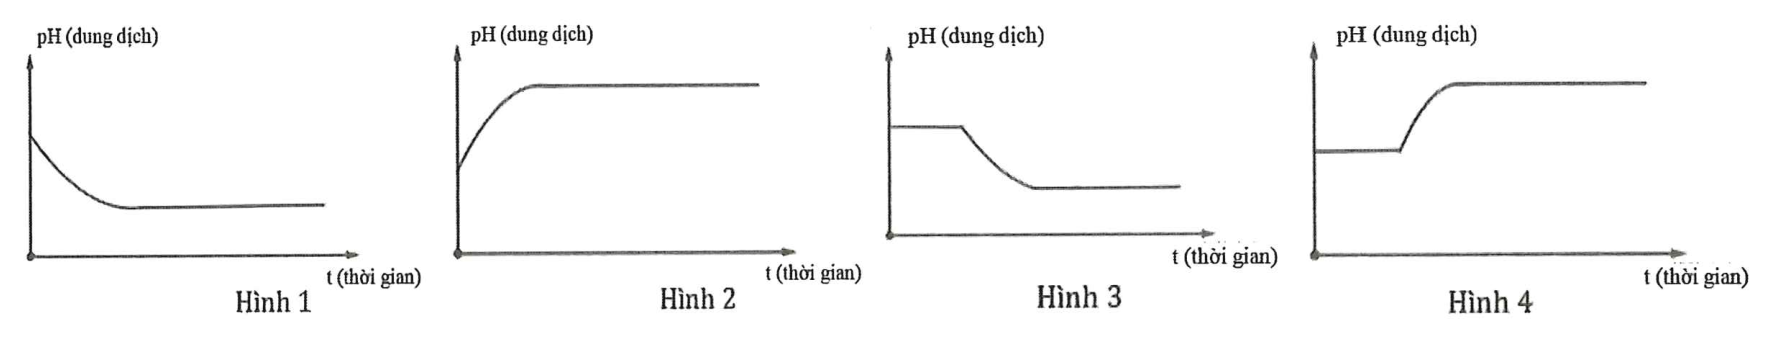 pH (dung dịch)
t (thời gian)
Hình 1
pH (dung dịch)
t (thời gian)
Hình 2
pH (dung dịch)
t (thời gian)
Hình 3
pH (dung dịch)
t (thời gian)
Hình 4